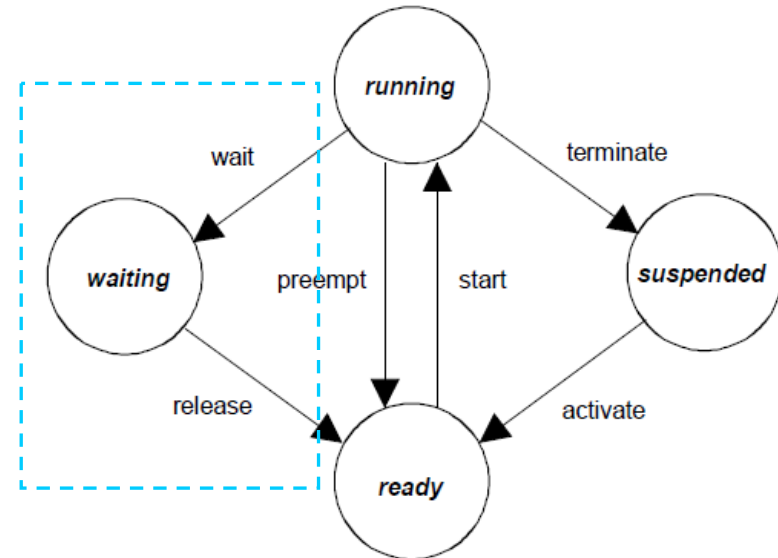 running
wait
terminate
waiting
preempt
start
suspended
release
activate
ready